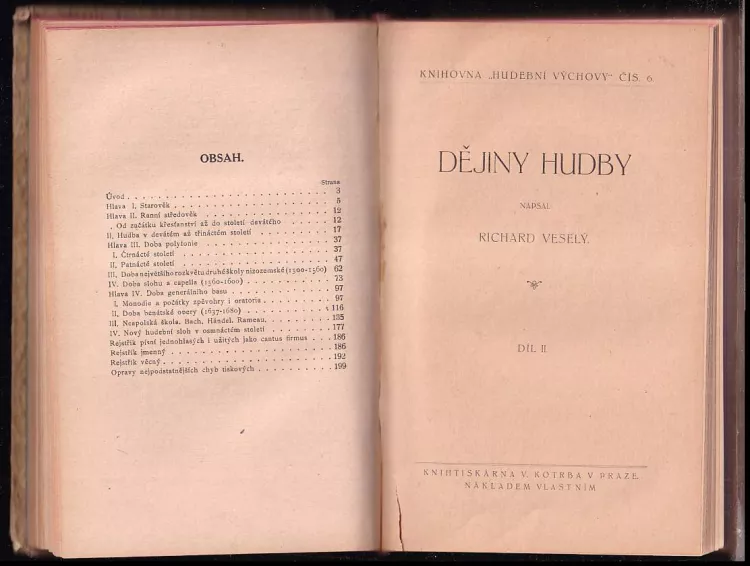 OBSAH.
Strana
Úvod . . . . . . . . . . . . . . . . . . . . 3
Hlava I. Starověk . . . . . . . . . . . . . . . . 5
Hlava II. Ranní středověk . . . . . . . . . . . . . 12
. Od začátku křesťanství až do století devátého . . . . . 12
II. Hudba v devátém až třináctém století . . . . . . . 17
Hlava III. Doba polyfonie . . . . . . . . . . . . . 37
I. Čtrnácté století . . . . . . . . . . . . . . . 37
II. Patnácté století . . . . . . . . . . . . . . . 47
III. Doba největšího rozkvětu druhé školy nizozemské (1500-1560) 62
IV. Doba slohu a capella (1560-1600) . . . . . . . . 73
Hlava IV. Doba generálního basu . . . . . . . . . . 97
I. Monodie a počátky zpěvohry i oratoria . . . . . . . 97
II. Doba benátské opery (1637-1680) . . . . . . . . 116
III. Neapolská škola. Bach, Händel, Rameau. . . . . . . 135
IV. Nový hudební sloh v osmnáctém století . . . . . . . 177
Rejstřík písní jednohlasých i užitých jako cantus firmus . . . 186
Rejstřík jmenný . . . . . . . . . . . . . . . . 186
Rejstřík věcný . . . . . . . . . . . . . . . . . 192
Opravy nejpodstatnějších chyb tiskových . . . . . . . . 199
KNIHOVNA „HUDEBNÍ VÝCHOVY“ ČÍS. 6.
DĚJINY HUDBY
NAPSAL
RICHARD VESELÝ.
DÍL II.
KNIHTISKÁRNA V. KOTRBA V PRAZE.
NÁKLADEM VLASTNÍM